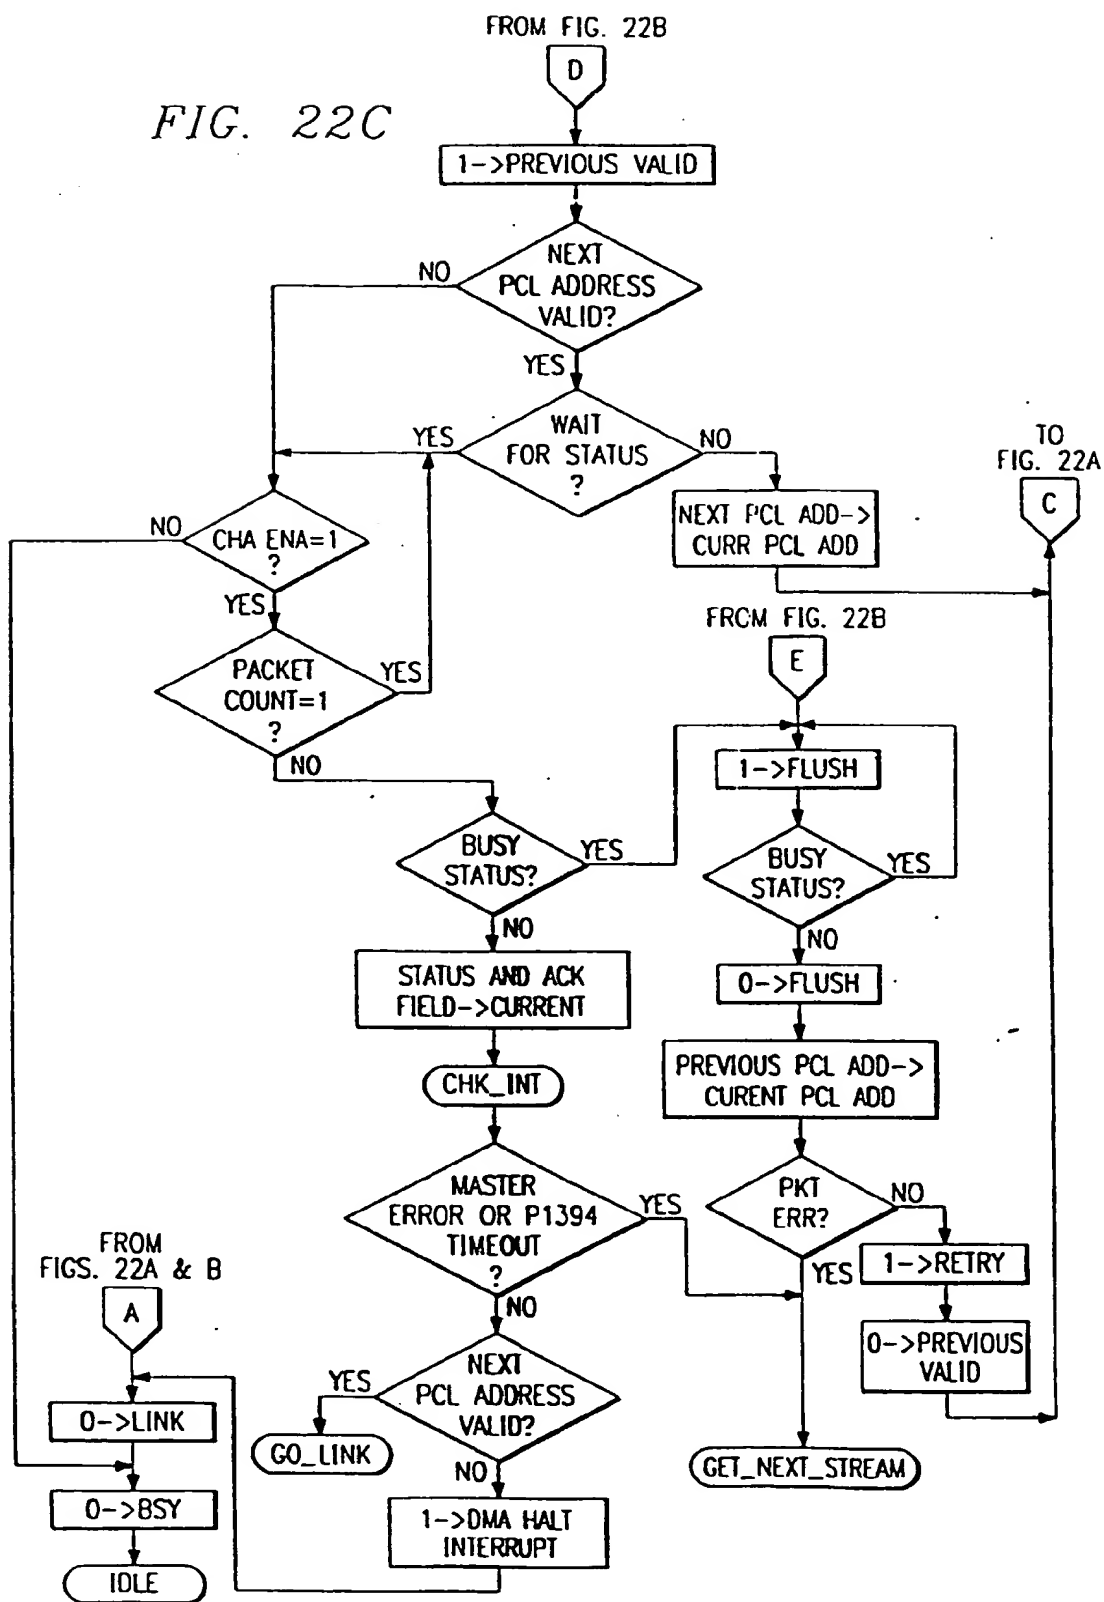 FROM FIG. 22B
D
FIG. 22C
1->PREVIOUS VALID
NEXT
PCL ADDRESS
VALID?
NO
YES
WAIT
FOR STATUS
?
YES
NO
TO
FIG. 22A
C
NEXT PCL ADD->
CURR PCL ADD
NO
CHA ENA=1
?
YES
FROM FIG. 22B
E
PACKET
COUNT=1
?
YES
NO
1->FLUSH
BUSY
STATUS?
YES
BUSY
STATUS?
YES
NO
NO
STATUS AND ACK
FIELD->CURRENT
0->FLUSH
CHK_INT
PREVIOUS PCL ADD->
CURENT PCL ADD
MASTER
ERROR OR P1394
TIMEOUT
?
YES
NO
PKT
ERR?
NO
YES
1->RETRY
0->PREVIOUS
VALID
FROM
FIGS. 22A & B
A
NEXT
PCL ADDRESS
VALID?
YES
NO
0->LINK
GO_LINK
GET_NEXT_STREAM
0->BSY
1->DMA HALT
INTERRUPT
IDLE